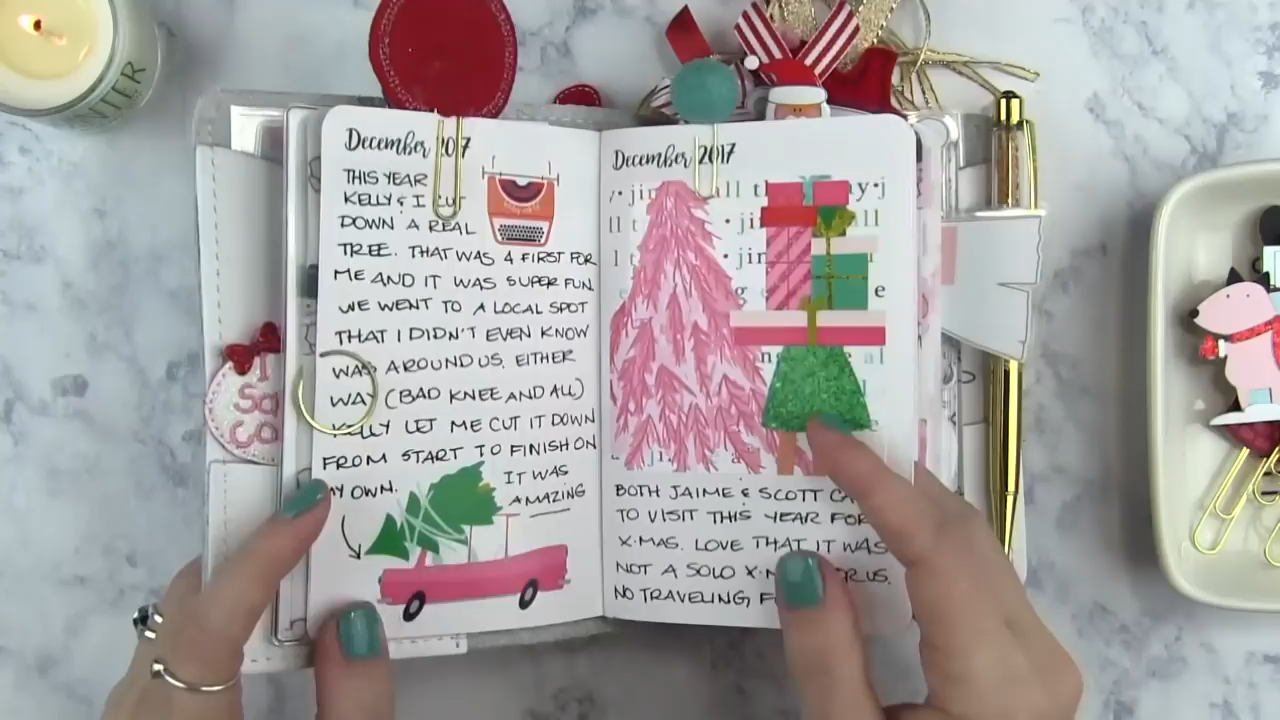 December 2017
THIS YEAR
KELLY & I
DOWN A REAL
TREE. THAT WAS A FIRST FOR
ME AND IT WAS SUPER FUN.
WE WENT TO A LOCAL SPOT
THAT I DIDN'T EVEN KNOW
WAS AROUND US. EITHER
WAY (BAD KNEE AND ALL)
KELLY LET ME CUT IT DOWN
FROM START TO FINISH ON
MY OWN.
IT WAS
AMAZING
December 2017
BOTH JAIME & SCOTT
TO VISIT THIS YEAR FOR
X-MAS. LOVE THAT IT WAS
NOT A SOLO US.
NO TRAVELING
I